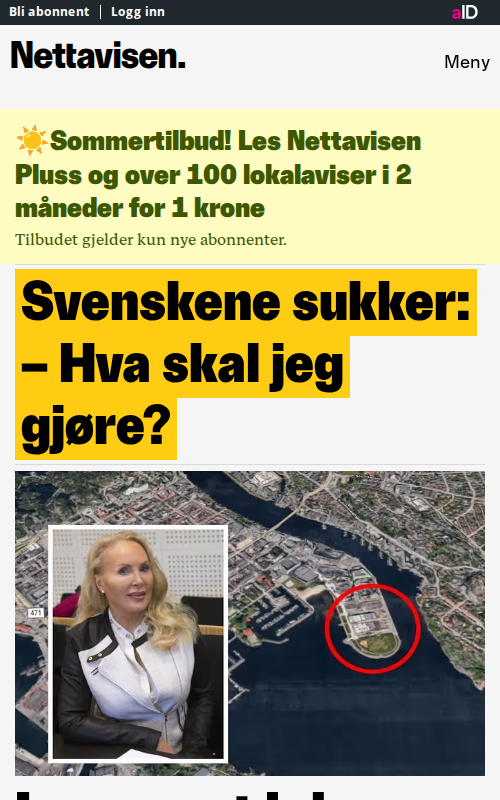 Bli abonnent | Logg inn
aID
Nettavisen.
Meny
☀️Sommertilbud! Les Nettavisen
Pluss og over 100 lokalaviser i 2
måneder for 1 krone
Tilbudet gjelder kun nye abonnenter.
Svenskene sukker:
– Hva skal jeg
gjøre?
471